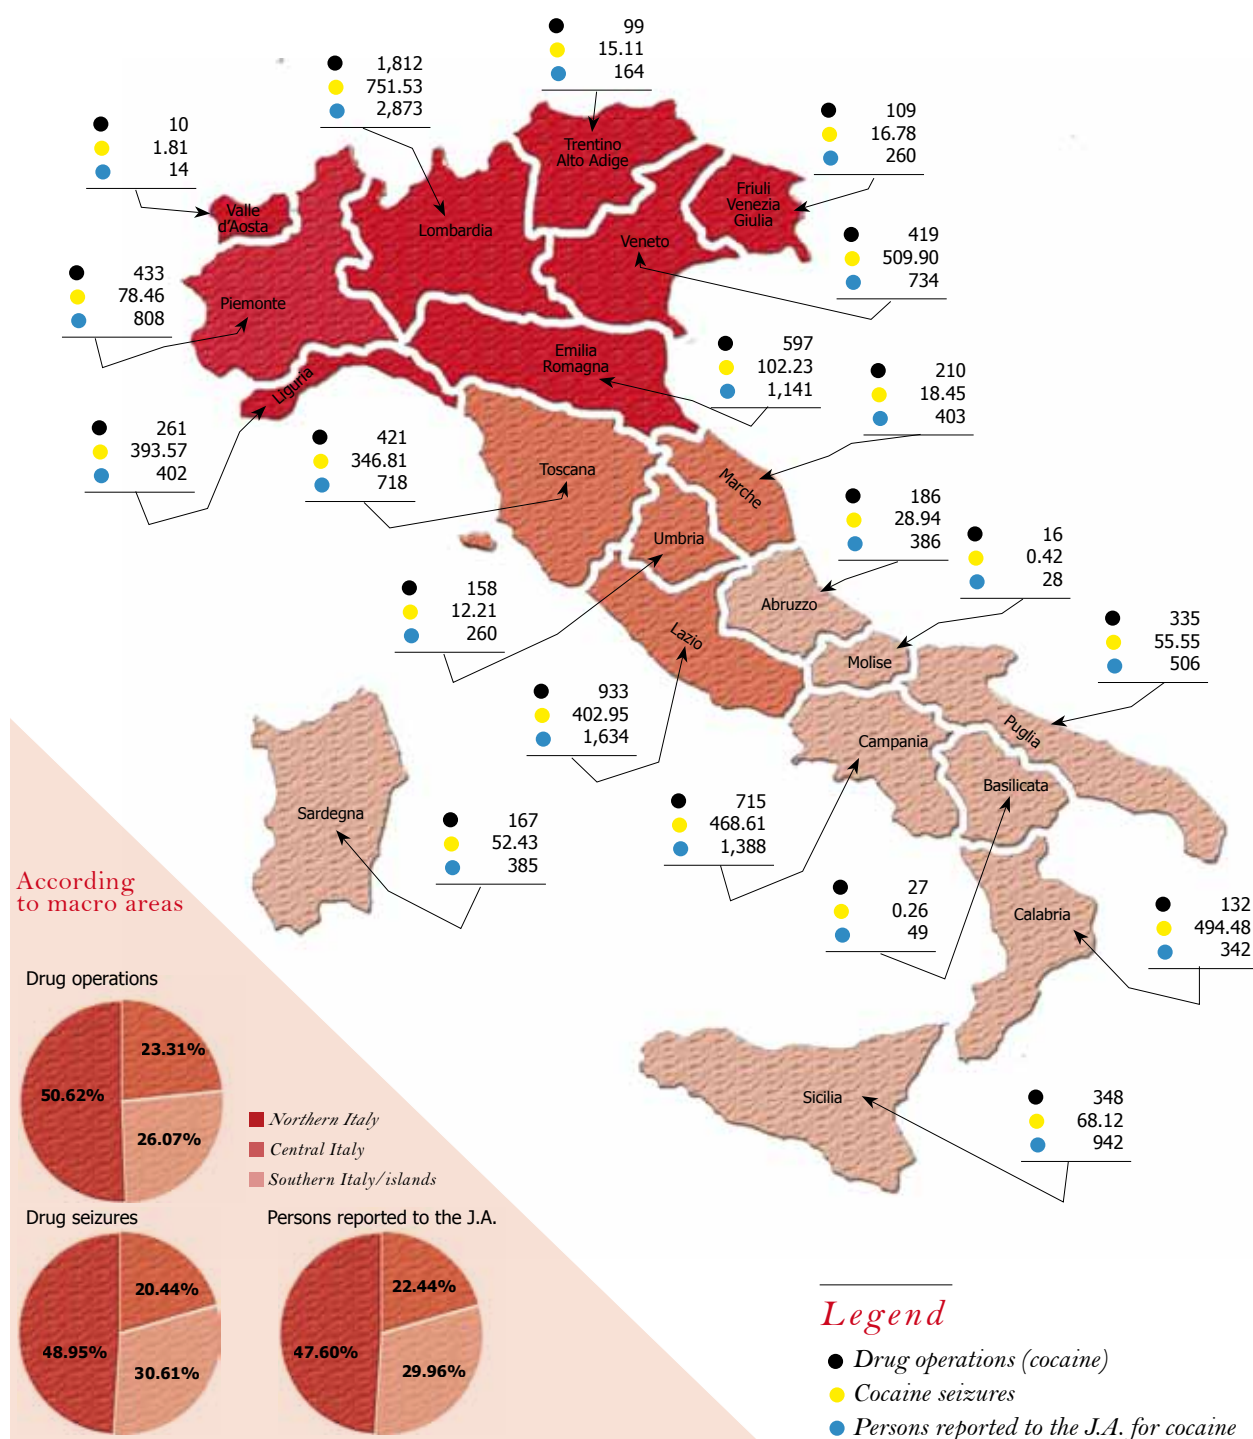 99
15.11
164
1,812
751.53
2,873
10
1.81
14
109
16.78
260
Trentino
Alto Adige
Friuli
Venezia
Giulia
Valle
d'Aosta
Lombardia
Veneto
419
509.90
734
433
78.46
808
Piemonte
Emilia
Romagna
597
102.23
1,141
210
18.45
403
Liguria
261
393.57
402
421
346.81
718
Toscana
Marche
186
28.94
386
16
0.42
28
Umbria
158
12.21
260
Abruzzo
Lazio
Molise
335
55.55
506
933
402.95
1,634
Campania
Puglia
Basilicata
Sardegna
167
52.43
385
715
468.61
1,388
27
0.26
49
Calabria
132
494.48
342
Sicilia
348
68.12
942
According
to macro areas
Drug operations
23.31%
50.62%
26.07%
Northern Italy
Central Italy
Southern Italy/islands
Drug seizures
20.44%
48.95%
30.61%
Persons reported to the J.A.
22.44%
47.60%
29.96%
Legend
Drug operations (cocaine)
Cocaine seizures
Persons reported to the J.A. for cocaine